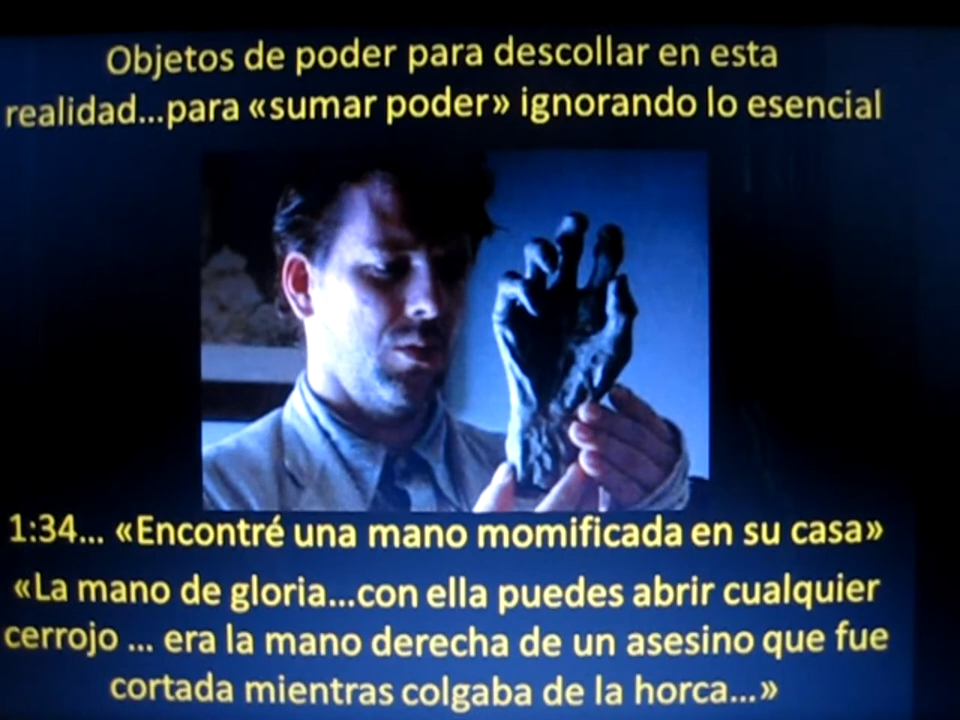 Objetos de poder para descollar en esta
realidad...para «sumar poder» ignorando lo esencial
1:34... «Encontré una mano momificada en su casa»
«La mano de gloria...con ella puedes abrir cualquier
cerrojo ... era la mano derecha de un asesino que fue
cortada mientras colgaba de la horca...»